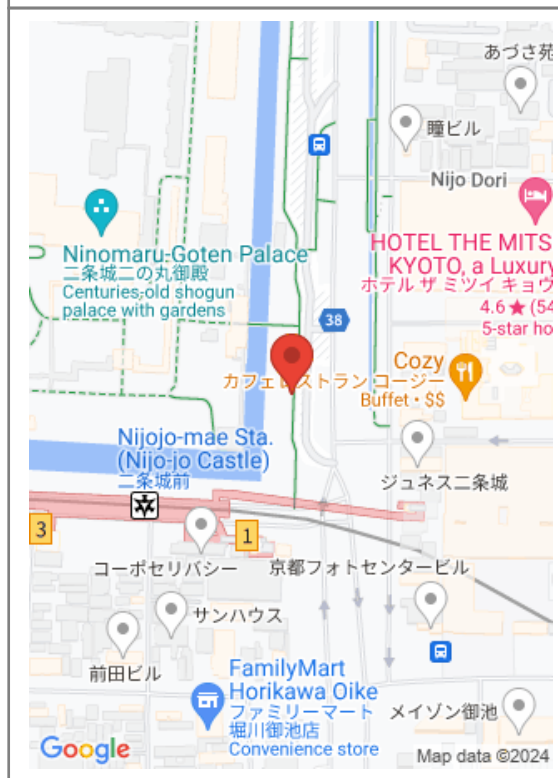 あづさ苑
瞳ビル
Nijo Dori
Ninomaru-Goten Palace
二条城二の丸御殿
Centuries-old shogun
palace with gardens
HOTEL THE MITS
KYOTO, a Luxury
ホテル ザ ミツイ キョウ
4.6★ (54
5-star ho
38
Cozy
カフェレストラン コージー
Buffet • $$
Nijojo-mae Sta.
(Nijo-jo Castle)
二条城前
ジュネス二条城
3
1
コーポセリバシー
京都フォトセンタービル
サンハウス
前田ビル
FamilyMart
Horikawa Oike
ファミリーマート
堀川御池店
Convenience store
メイゾン御池
Google
Map data ©2024